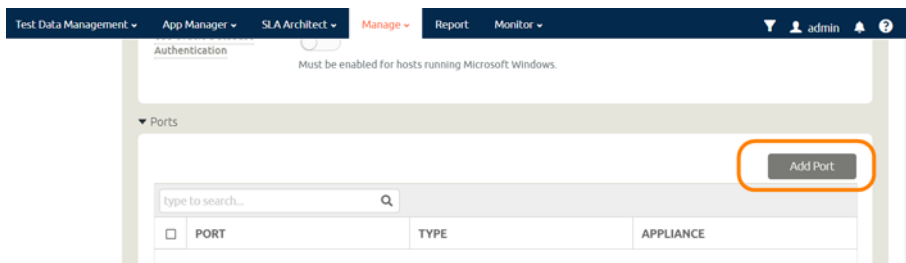 Test Data Management App Manager SLA Architect Manage Report Monitor admin
Authentication
Must be enabled for hosts running Microsoft Windows.
Ports
Add Port
type to search...
PORT TYPE APPLIANCE